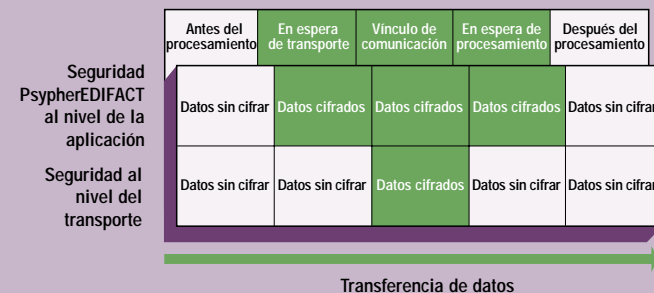 Antes del procesamiento
En espera de transporte
Vínculo de comunicación
En espera de procesamiento
Después del procesamiento
Seguridad
PsypherEDIFACT
al nivel de la
aplicación
Datos sin cifrar Datos cifrados Datos cifrados Datos cifrados Datos sin cifrar
Seguridad al
nivel del
transporte
Datos sin cifrar Datos sin cifrar Datos cifrados Datos sin cifrar Datos sin cifrar
Transferencia de datos